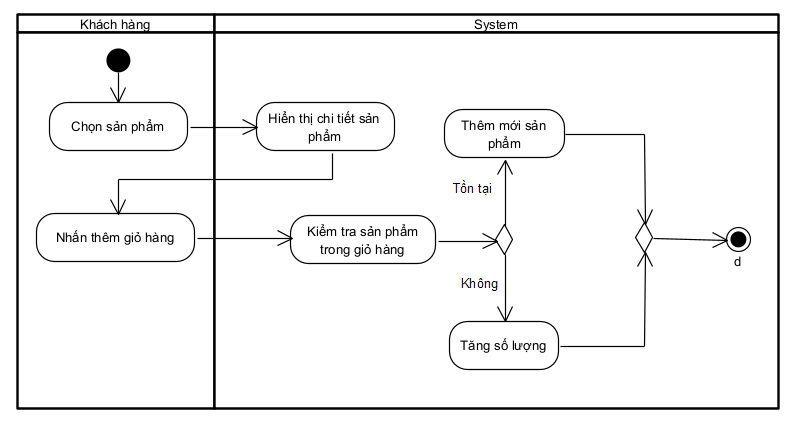 Khách hàng
System
Chọn sản phẩm
Hiển thị chi tiết sản
phẩm
Thêm mới sản
phẩm
Tồn tại
Nhấn thêm giỏ hàng
Kiểm tra sản phẩm
trong giỏ hàng
d
Không
Tăng số lượng